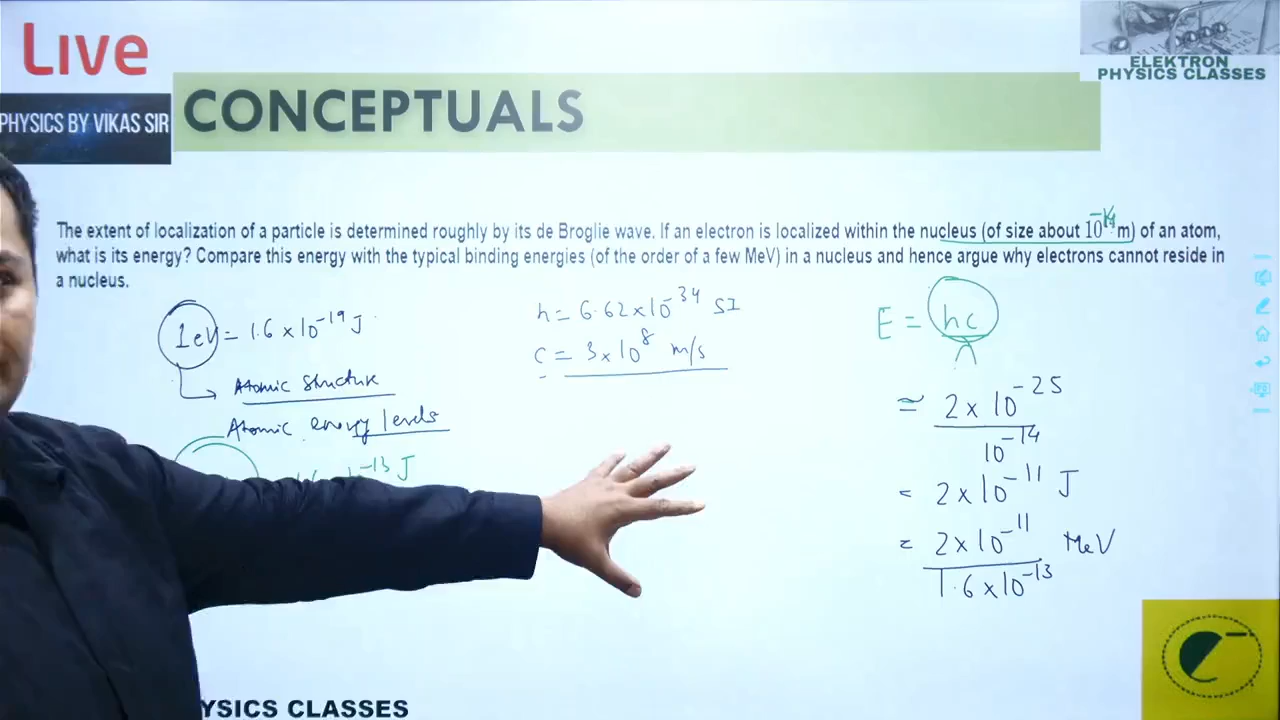 Live
ELEKTRON
PHYSICS CLASSES
PHYSICS BY VIKAS SIR
CONCEPTUALS
The extent of localization of a particle is determined roughly by its de Broglie wave. If an electron is localized within the nucleus (of size about 10⁻¹⁴ m) of an atom,
what is its energy? Compare this energy with the typical binding energies (of the order of a few MeV) in a nucleus and hence argue why electrons cannot reside in
a nucleus.
1eV = 1.6 × 10⁻¹⁹ J
Atomic structure
Atomic energy levels
10⁻¹³ J
h = 6.62 × 10⁻³⁴ SI
c = 3 × 10⁸ m/s
E = hc
λ
≃ 2 × 10⁻²⁵
10⁻¹⁴
= 2 × 10⁻¹¹ J
= 2 × 10⁻¹¹ MeV
1.6 × 10⁻¹³
YSICS CLASSES